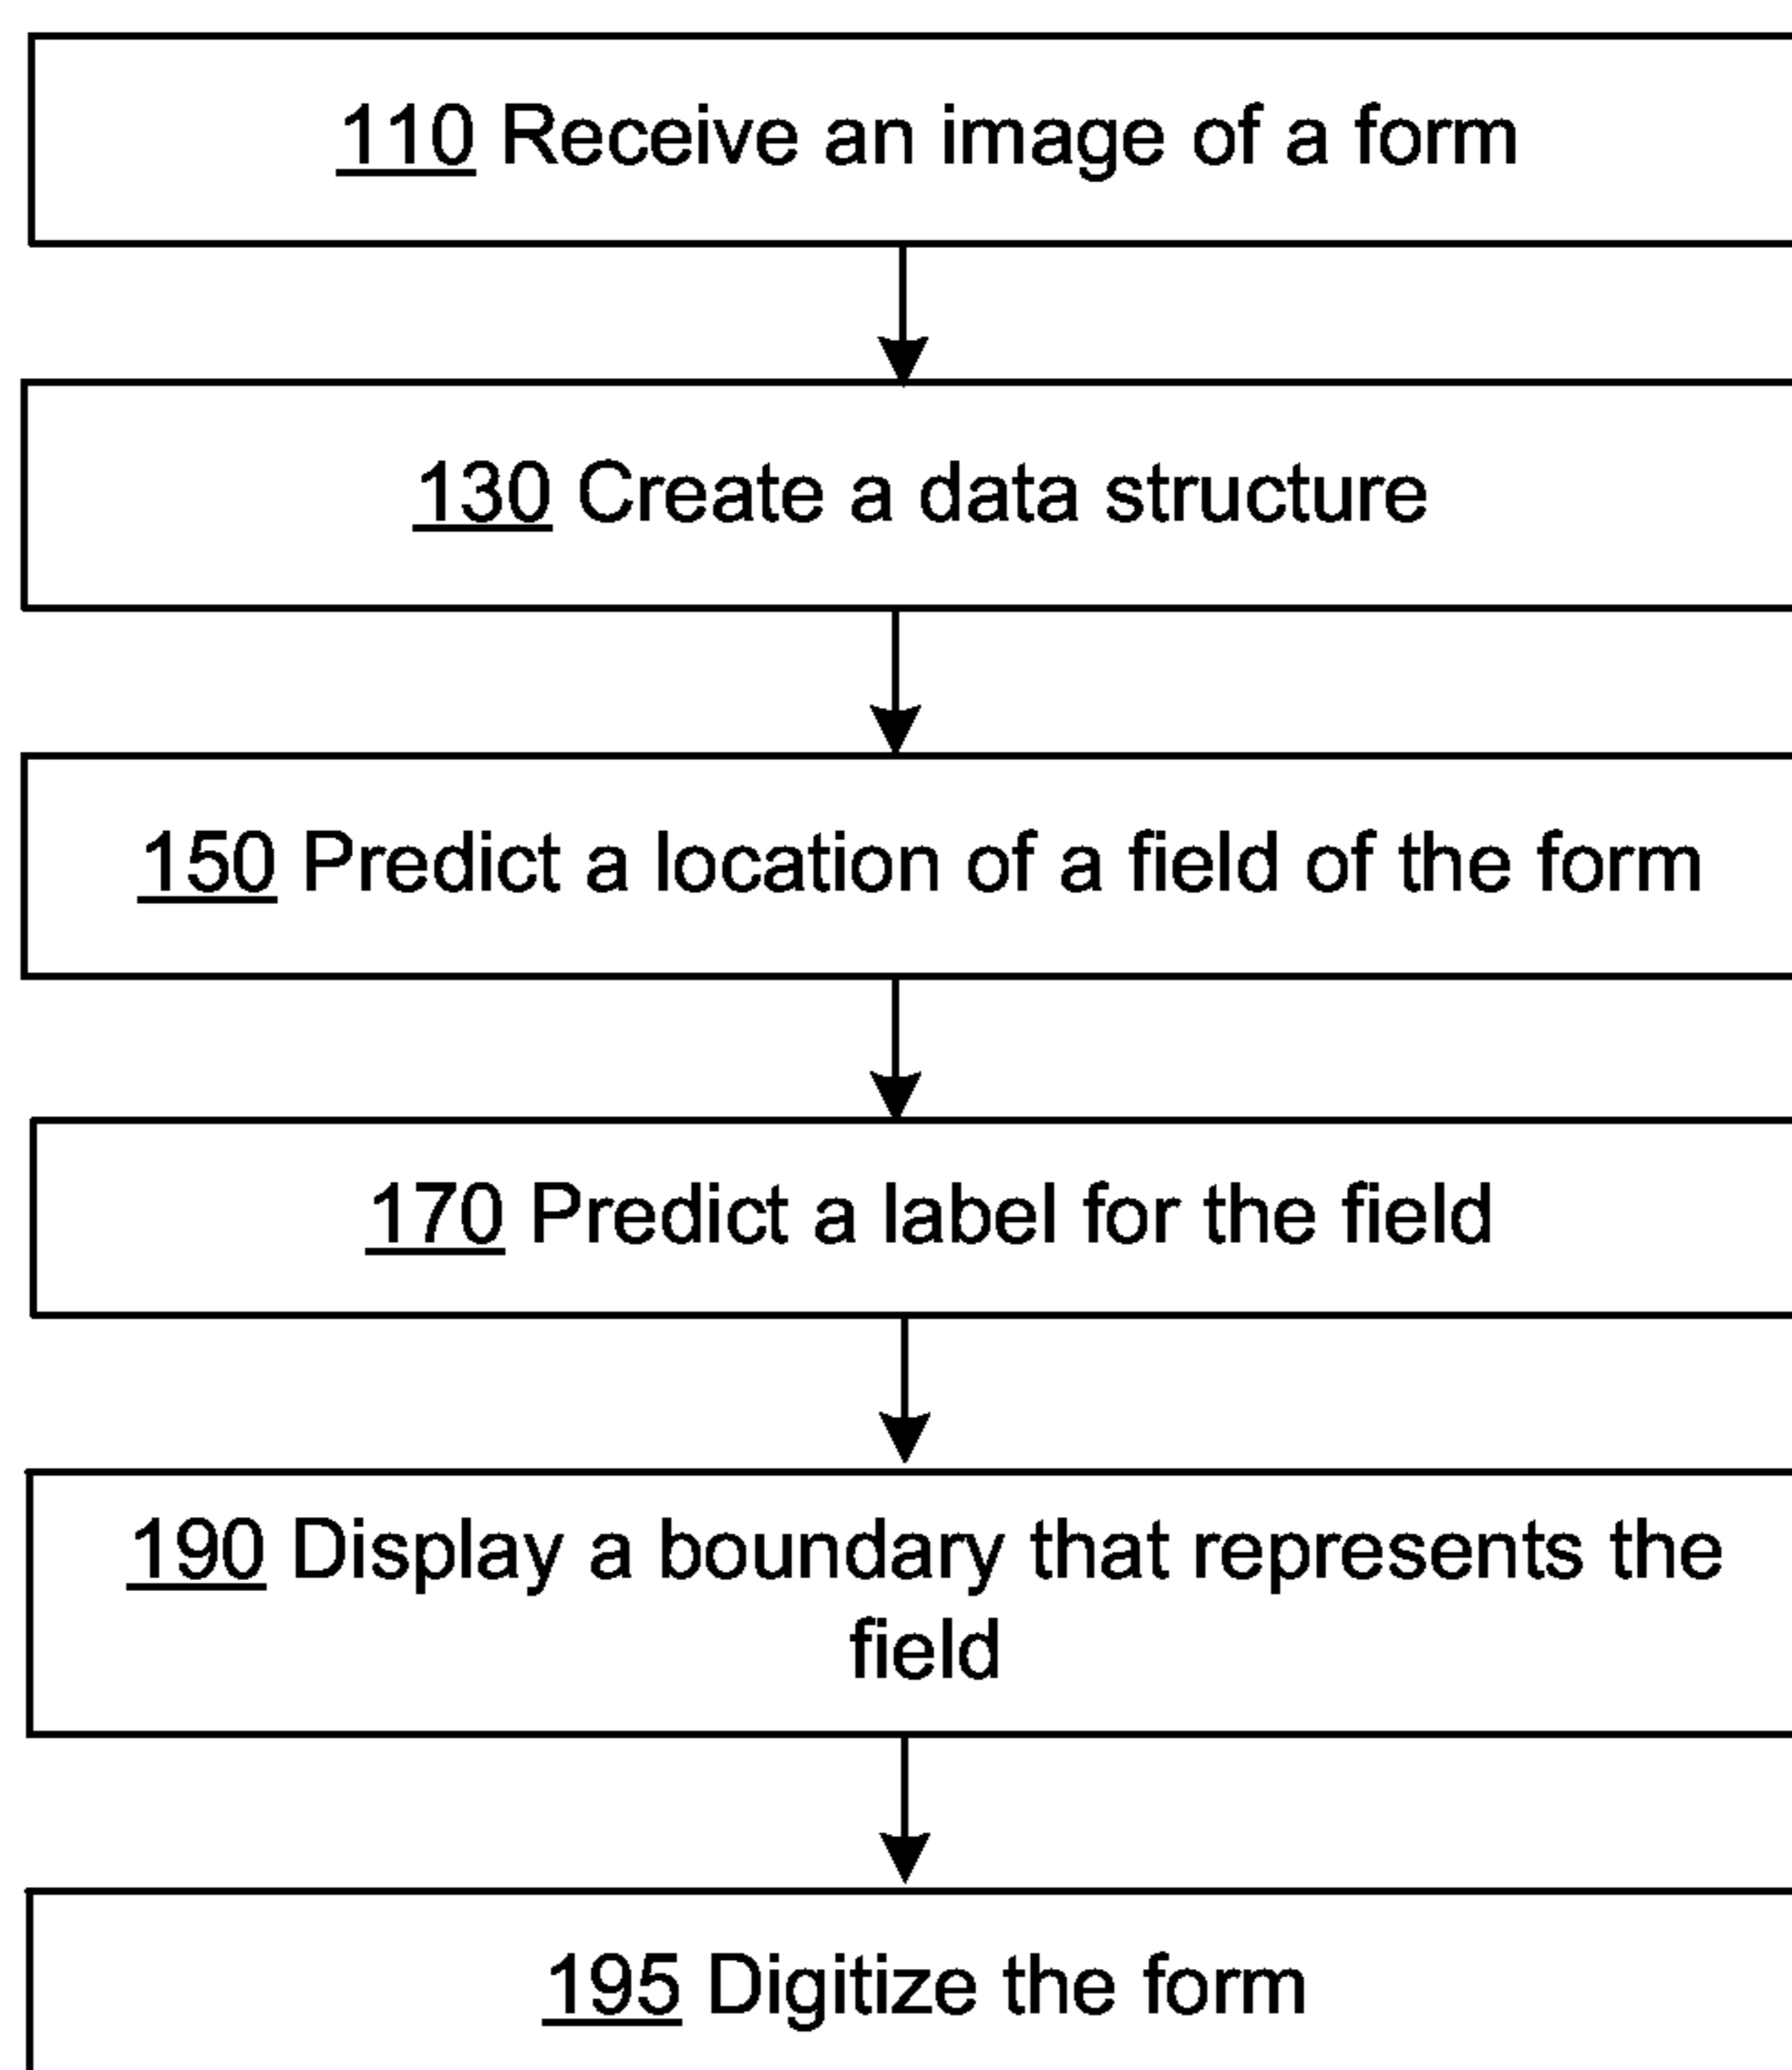 110 Receive an image of a form
130 Create a data structure
150 Predict a location of a field of the form
170 Predict a label for the field
190 Display a boundary that represents the
field
195 Digitize the form